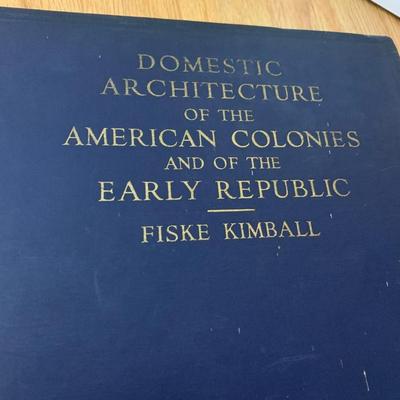 DOMESTIC
ARCHITECTURE
OF THE
AMERICAN COLONIES
AND OF THE
EARLY REPUBLIC
FISKE KIMBALL